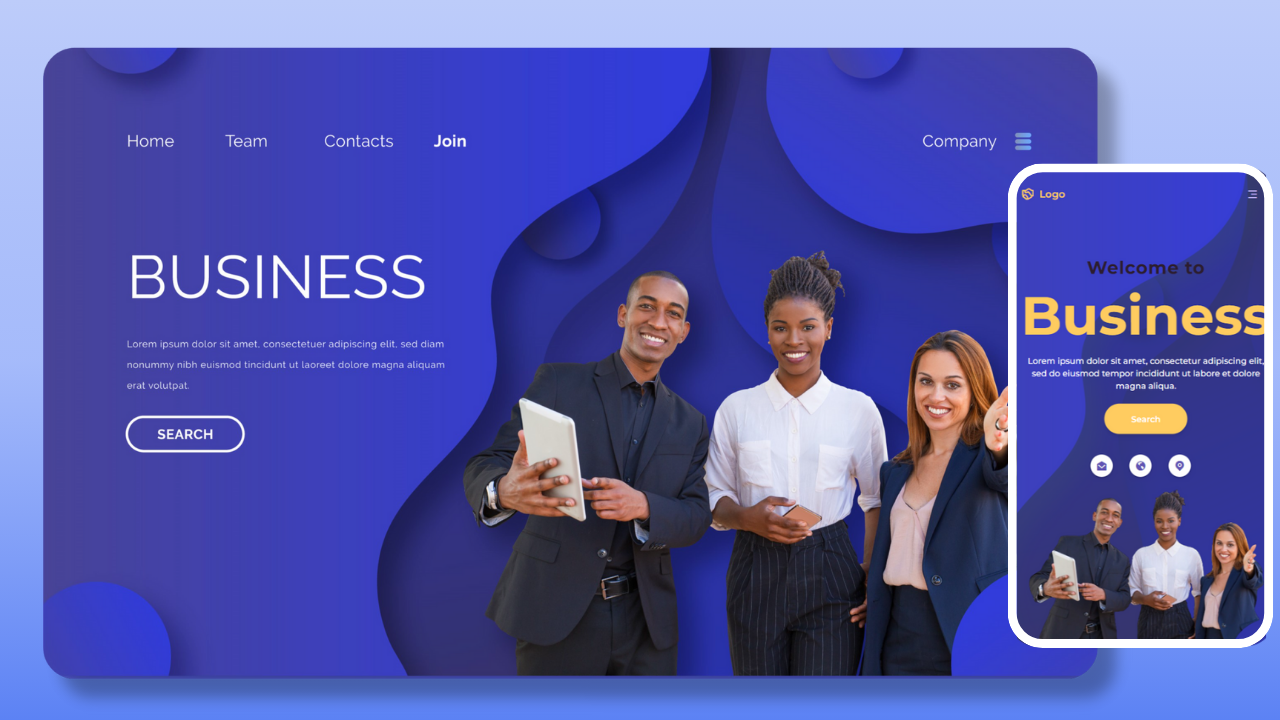 Home Team Contacts Join Company
BUSINESS
Lorem ipsum dolor sit amet, consectetuer adipiscing elit, sed diam
nonummy nibh euismod tincidunt ut laoreet dolore magna aliquam
erat volutpat.
SEARCH
Logo
Welcome to
Business
Lorem ipsum dolor sit amet, consectetur adipiscing elit,
sed do eiusmod tempor incididunt ut labore et dolore
magna aliqua.
Search